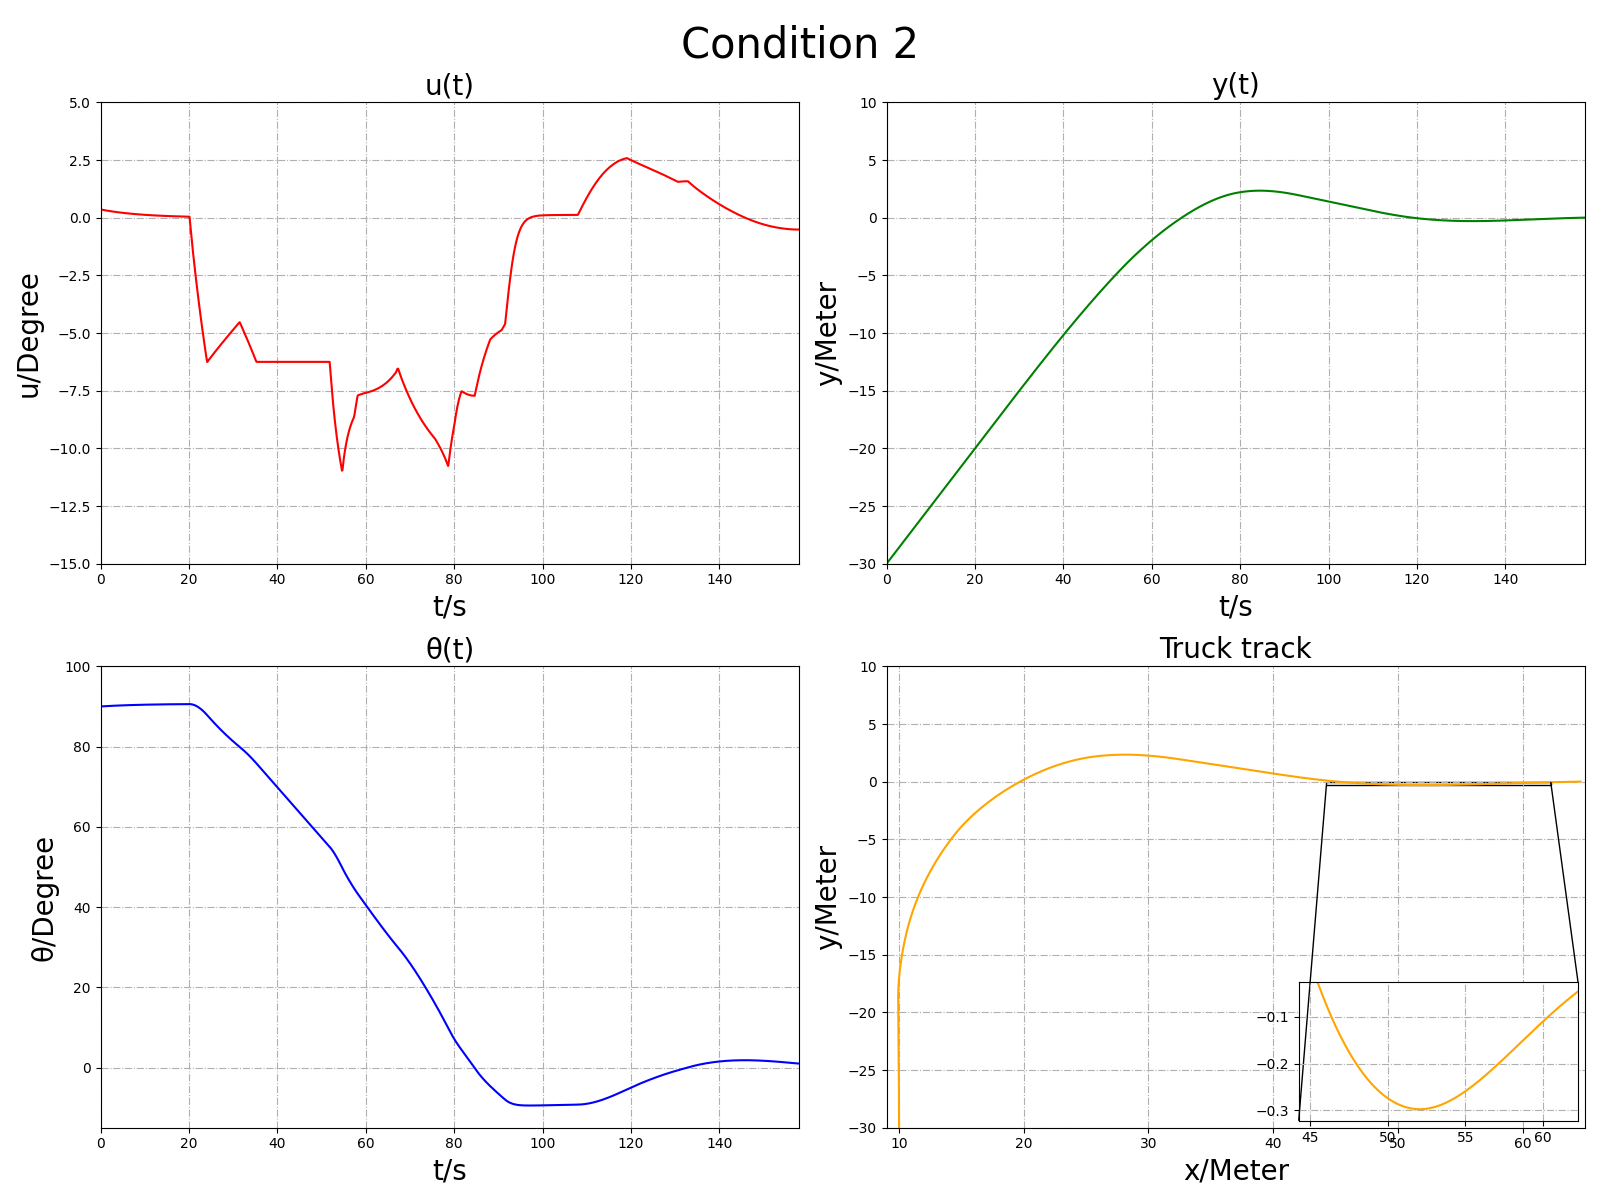 Condition 2
u(t)
5.0
2.5
0.0
−2.5
−5.0
−7.5
−10.0
−12.5
−15.0
u/Degree
0 20 40 60 80 100 120 140
t/s
y(t)
10
5
0
−5
−10
−15
−20
−25
−30
y/Meter
0 20 40 60 80 100 120 140
t/s
θ(t)
100
80
60
40
20
0
θ/Degree
0 20 40 60 80 100 120 140
t/s
Truck track
10
5
0
−5
−10
−15
−20
−25
−30
y/Meter
−0.1
−0.2
−0.3
45 50 55 60
10 20 30 40 50 60
x/Meter